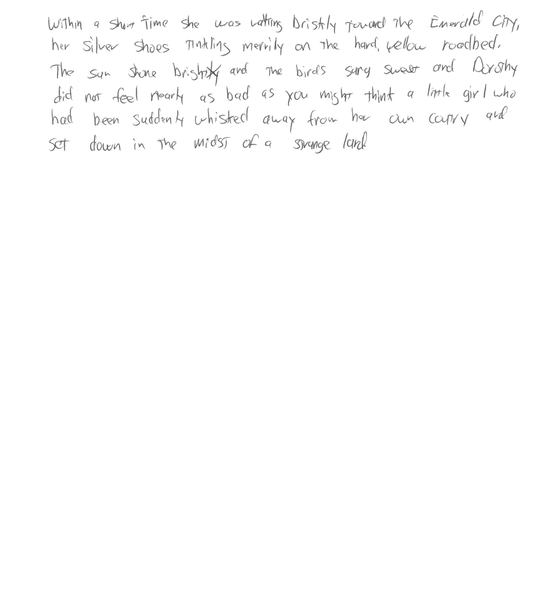 Within a short time she was walking briskly toward the Emerald City,
her Silver Shoes tinkling merrily on the hard, yellow roadbed.
The sun shone brightly and the birds sang sweet and Dorothy
did not feel nearly as bad as you might think a little girl who
had been suddenly whisked away from her own country and
set down in the midst of a strange land